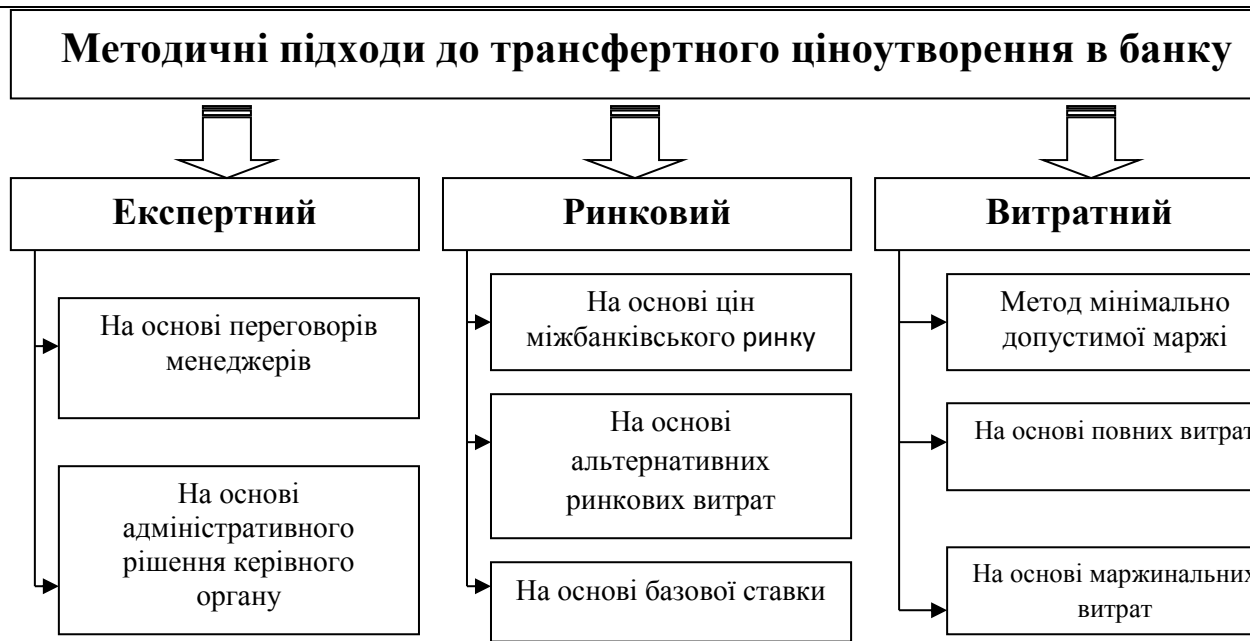 Методичні підходи до трансфертного ціноутворення в банку
Експертний
На основі переговорів
менеджерів
На основі
адміністративного
рішення керівного
органу
Ринковий
На основі цін
міжбанківського ринку
На основі
альтернативних
ринкових витрат
На основі базової ставки
Витратний
Метод мінімально
допустимої маржі
На основі повних витрат
На основі маржинальних
витрат